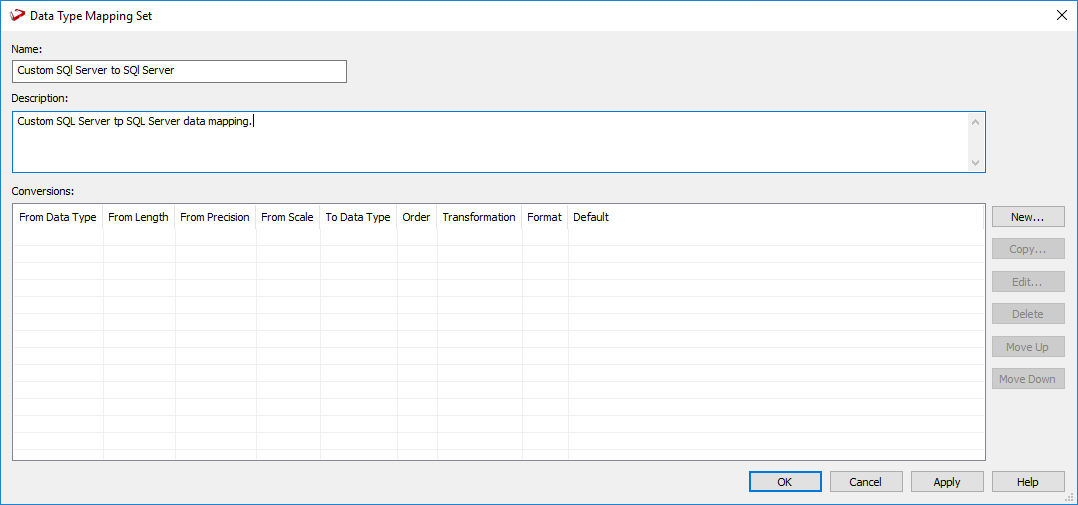 Data Type Mapping Set
Name:
Custom SQl Server to SQl Server
Description:
Custom SQL Server tp SQL Server data mapping.
Conversions:
From Data Type From Length From Precision From Scale To Data Type Order Transformation Format Default
New...
Copy...
Edit...
Delete
Move Up
Move Down
OK Cancel Apply Help